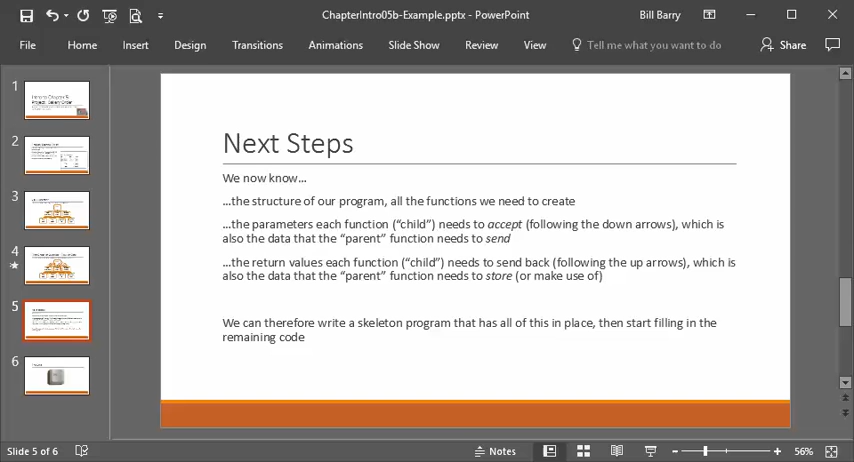 ChapterIntro05b-Example.pptx - PowerPoint
Bill Barry
File Home Insert Design Transitions Animations Slide Show Review View Tell me what you want to do Share
1
2
3
4
5
6
Next Steps
We now know…
…the structure of our program, all the functions we need to create
…the parameters each function (“child”) needs to accept (following the down arrows), which is
also the data that the “parent” function needs to send
…the return values each function (“child”) needs to send back (following the up arrows), which is
also the data that the “parent” function needs to store (or make use of)
We can therefore write a skeleton program that has all of this in place, then start filling in the
remaining code
Slide 5 of 6
Notes
56%